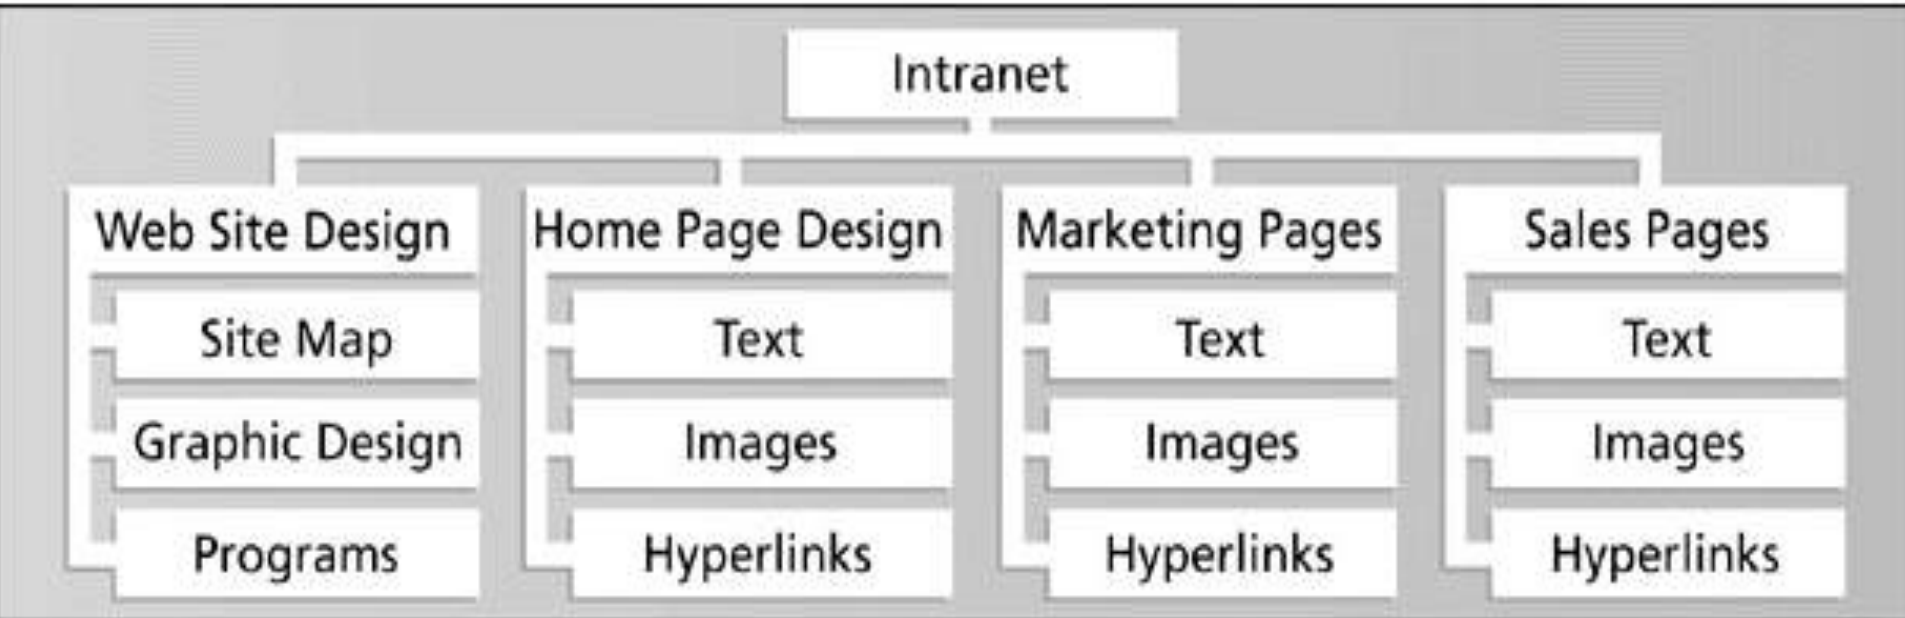 Intranet
Web Site Design
Site Map
Graphic Design
Programs
Home Page Design
Text
Images
Hyperlinks
Marketing Pages
Text
Images
Hyperlinks
Sales Pages
Text
Images
Hyperlinks